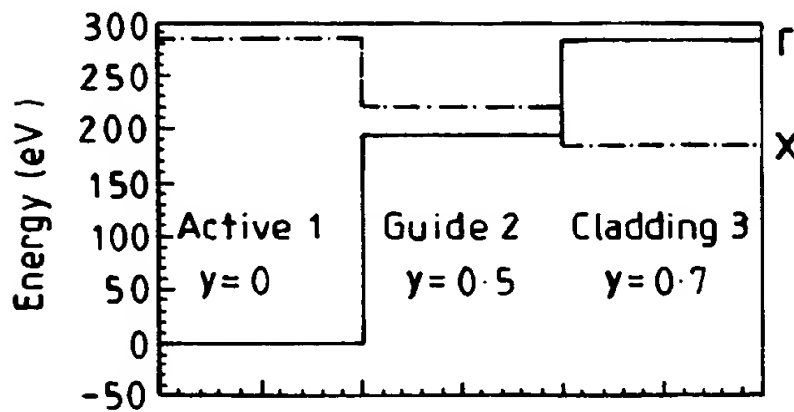 300
250
200
150
100
50
0
-50
Energy (eV)
Γ
X
Active 1
Guide 2
Cladding 3
y=0
y=0·5
y=0·7